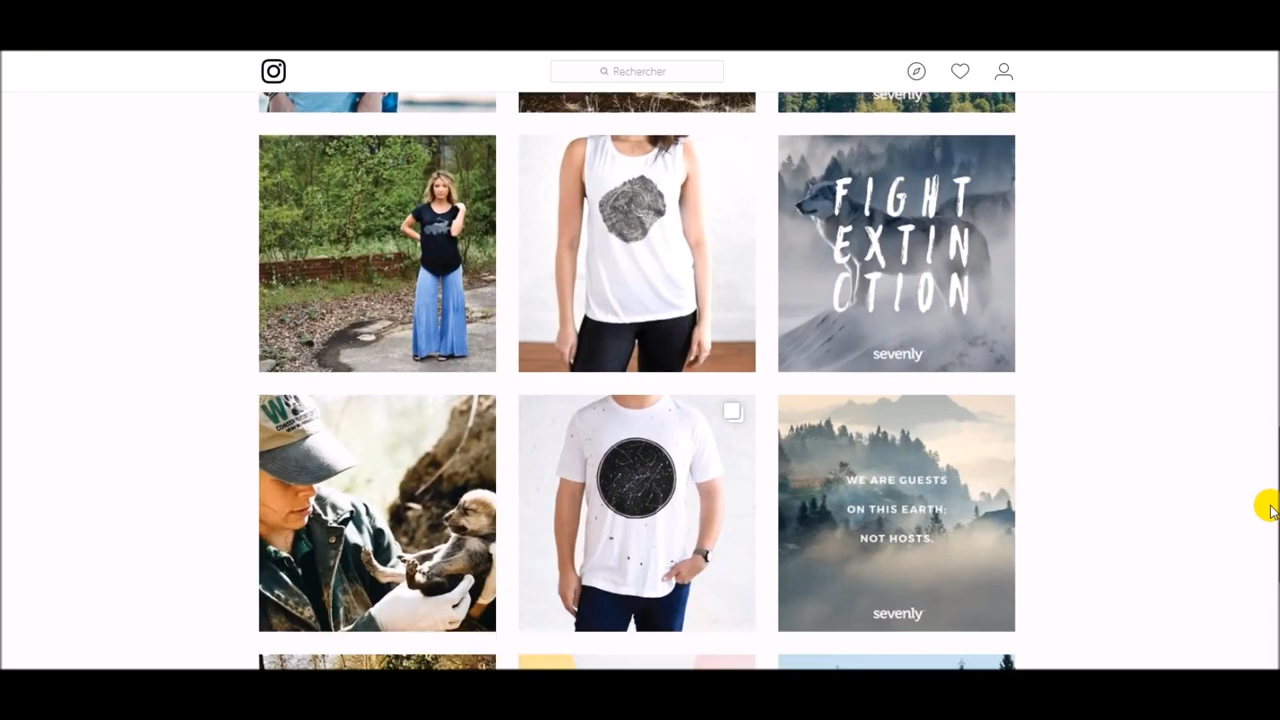 Rechercher
sevenly
FIGHT
EXTIN
CTION
sevenly
W
WE ARE GUESTS
ON THIS EARTH;
NOT HOSTS.
sevenly